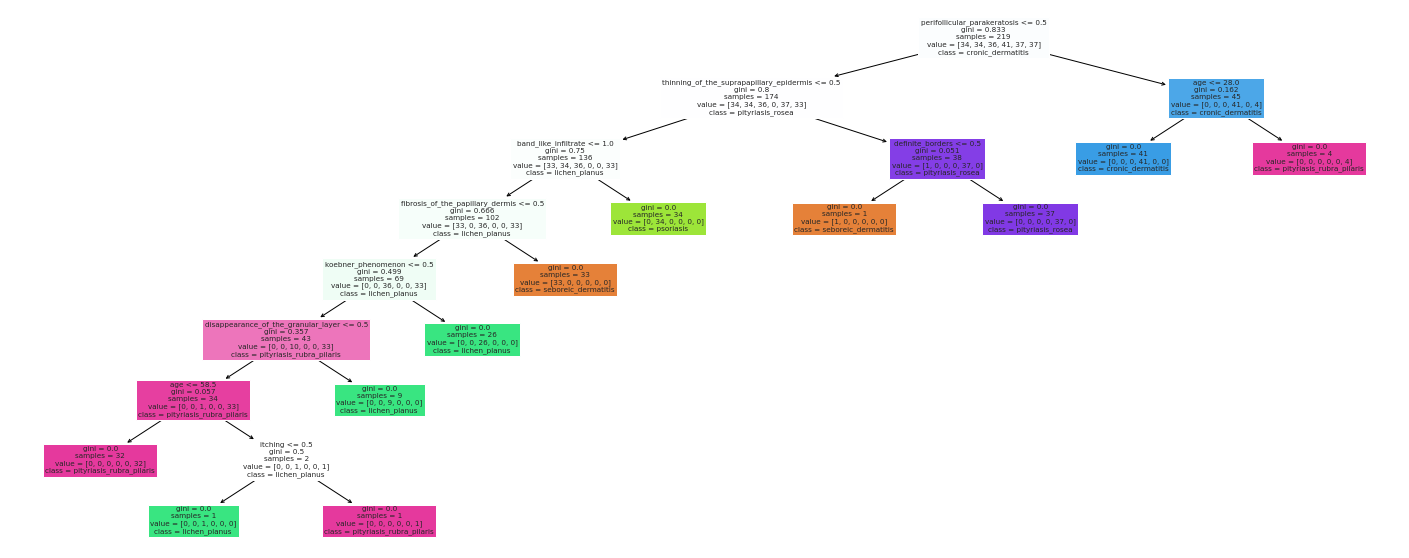 perifollicular_parakeratosis <= 0.5
gini = 0.833
samples = 219
value = [34, 34, 36, 41, 37, 37]
class = cronic_dermatitis
thinning_of_the_suprapapillary_epidermis <= 0.5
gini = 0.8
samples = 174
value = [34, 34, 36, 0, 37, 33]
class = pityriasis_rosea
age <= 28.0
gini = 0.162
samples = 45
value = [0, 0, 0, 41, 0, 4]
class = cronic_dermatitis
band_like_infiltrate <= 1.0
gini = 0.75
samples = 136
value = [33, 34, 36, 0, 0, 33]
class = lichen_planus
definite_borders <= 0.5
gini = 0.051
samples = 38
value = [1, 0, 0, 0, 37, 0]
class = pityriasis_rosea
gini = 0.0
samples = 41
value = [0, 0, 0, 41, 0, 0]
class = cronic_dermatitis
gini = 0.0
samples = 4
value = [0, 0, 0, 0, 0, 4]
class = pityriasis_rubra_pilaris
fibrosis_of_the_papillary_dermis <= 0.5
gini = 0.666
samples = 102
value = [33, 0, 36, 0, 0, 33]
class = lichen_planus
gini = 0.0
samples = 34
value = [0, 34, 0, 0, 0, 0]
class = psoriasis
gini = 0.0
samples = 1
value = [1, 0, 0, 0, 0, 0]
class = seboreic_dermatitis
gini = 0.0
samples = 37
value = [0, 0, 0, 0, 37, 0]
class = pityriasis_rosea
koebner_phenomenon <= 0.5
gini = 0.499
samples = 69
value = [0, 0, 36, 0, 0, 33]
class = lichen_planus
gini = 0.0
samples = 33
value = [33, 0, 0, 0, 0, 0]
class = seboreic_dermatitis
disappearance_of_the_granular_layer <= 0.5
gini = 0.357
samples = 43
value = [0, 0, 10, 0, 0, 33]
class = pityriasis_rubra_pilaris
gini = 0.0
samples = 26
value = [0, 0, 26, 0, 0, 0]
class = lichen_planus
age <= 58.5
gini = 0.057
samples = 34
value = [0, 0, 1, 0, 0, 33]
class = pityriasis_rubra_pilaris
gini = 0.0
samples = 9
value = [0, 0, 9, 0, 0, 0]
class = lichen_planus
gini = 0.0
samples = 32
value = [0, 0, 0, 0, 0, 32]
class = pityriasis_rubra_pilaris
itching <= 0.5
gini = 0.5
samples = 2
value = [0, 0, 1, 0, 0, 1]
class = lichen_planus
gini = 0.0
samples = 1
value = [0, 0, 1, 0, 0, 0]
class = lichen_planus
gini = 0.0
samples = 1
value = [0, 0, 0, 0, 0, 1]
class = pityriasis_rubra_pilaris